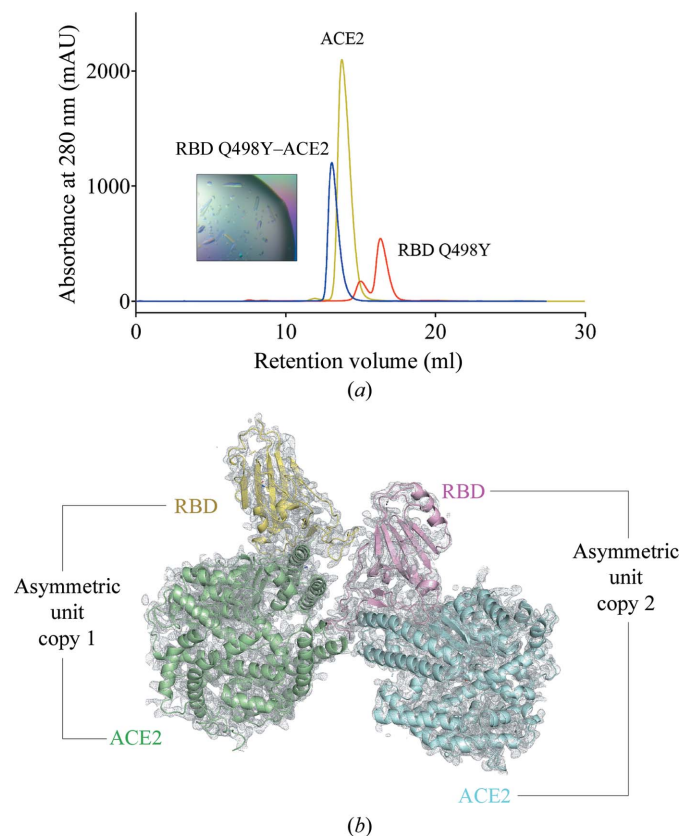 ACE2
2000
RBD Q498Y–ACE2
1000
RBD Q498Y
0
Absorbance at 280 nm (mAU)
0 10 20 30
Retention volume (ml)
(a)
RBD
RBD
Asymmetric
unit
copy 1
Asymmetric
unit
copy 2
ACE2
ACE2
(b)